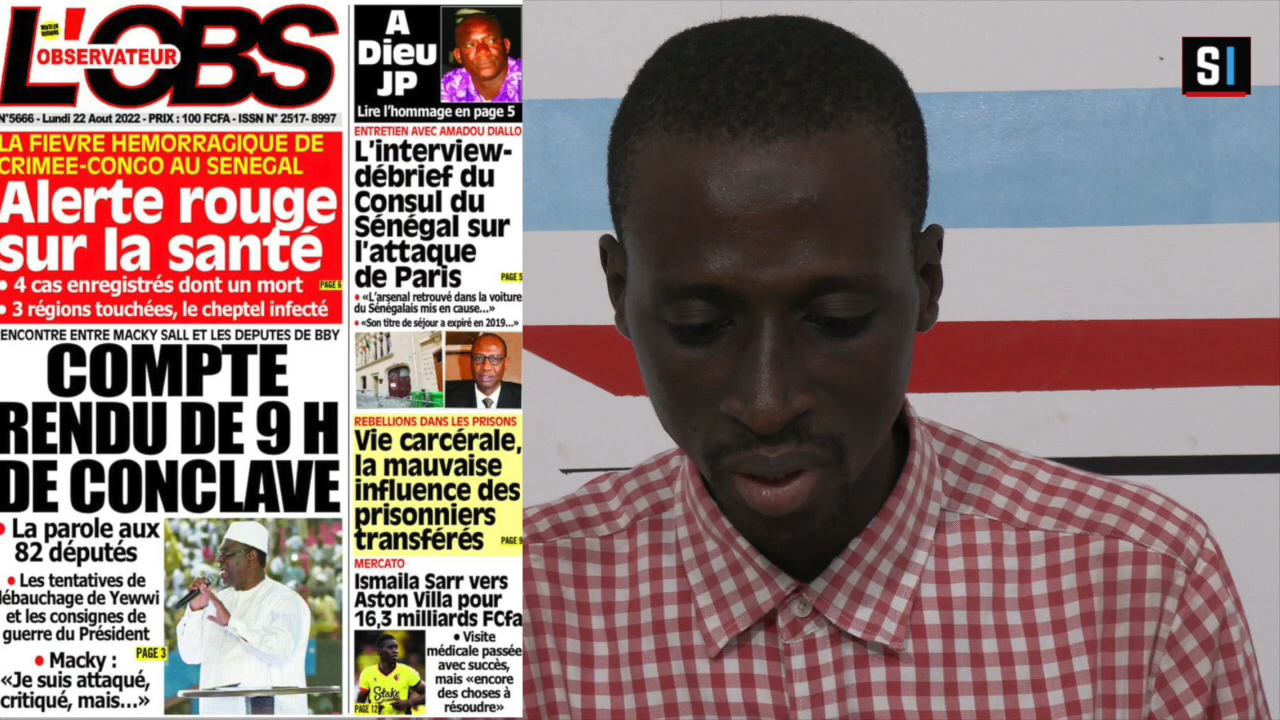 L'OBS
VENTE EN
OBSERVATEUR
N°5666 - Lundi 22 Aout 2022 - PRIX : 100 FCFA - ISSN N° 2517- 8997
LA FIEVRE HEMORRAGIQUE DE
CRIMEE-CONGO AU SENEGAL
Alerte rouge
sur la santé
• 4 cas enregistrés dont un mort
PAGE 6
• 3 régions touchées, le cheptel infecté
ENCONTRE ENTRE MACKY SALL ET LES DEPUTES DE BBY
COMPTE
RENDU DE 9 H
DE CONCLAVE
• La parole aux
82 députés
• Les tentatives de
débauchage de Yewwi
et les consignes de
guerre du Président
PAGE 3
• Macky :
«Je suis attaqué,
critiqué, mais...»
A
Dieu
JP
Lire l'hommage en page 5
ENTRETIEN AVEC AMADOU DIALLO
L'interview-
débrief du
Consul du
Sénégal sur
l'attaque
de Paris
PAGE 5
• «L'arsenal retrouvé dans la voiture
du Sénégalais mis en cause...»
• «Son titre de séjour a expiré en 2019...»
REBELLIONS DANS LES PRISONS
Vie carcérale,
la mauvaise
influence des
prisonniers
transférés
PAGE 9
MERCATO
Ismaila Sarr vers
Aston Villa pour
16,3 milliards FCfa
• Visite
médicale passée
avec succès,
mais «encore
des choses à
résoudre»
Stake
PAGE 12
SI